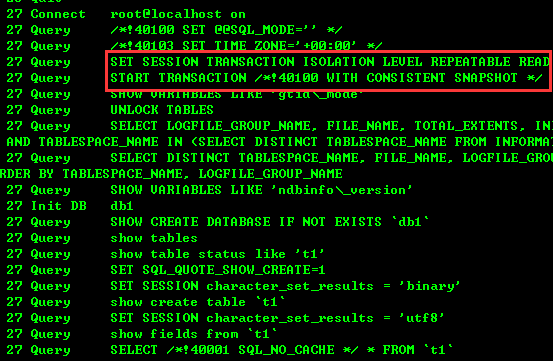 27 Connect root@localhost on
27 Query /*!40100 SET @@SQL_MODE='' */
27 Query /*!40103 SET TIME_ZONE='+00:00' */
27 Query SET SESSION TRANSACTION ISOLATION LEVEL REPEATABLE READ
27 Query START TRANSACTION /*!40100 WITH CONSISTENT SNAPSHOT */
27 Query SHOW VARIABLES LIKE 'gtid\_mode'
27 Query UNLOCK TABLES
27 Query SELECT LOGFILE_GROUP_NAME, FILE_NAME, TOTAL_EXTENTS, INI
AND TABLESPACE_NAME IN (SELECT DISTINCT TABLESPACE_NAME FROM INFORMAT
27 Query SELECT DISTINCT TABLESPACE_NAME, FILE_NAME, LOGFILE_GROU
RDER BY TABLESPACE_NAME, LOGFILE_GROUP_NAME
27 Query SHOW VARIABLES LIKE 'ndbinfo\_version'
27 Init DB db1
27 Query SHOW CREATE DATABASE IF NOT EXISTS `db1`
27 Query show tables
27 Query show table status like 't1'
27 Query SET SQL_QUOTE_SHOW_CREATE=1
27 Query SET SESSION character_set_results = 'binary'
27 Query show create table `t1`
27 Query SET SESSION character_set_results = 'utf8'
27 Query show fields from `t1`
27 Query SELECT /*!40001 SQL_NO_CACHE */ * FROM `t1`